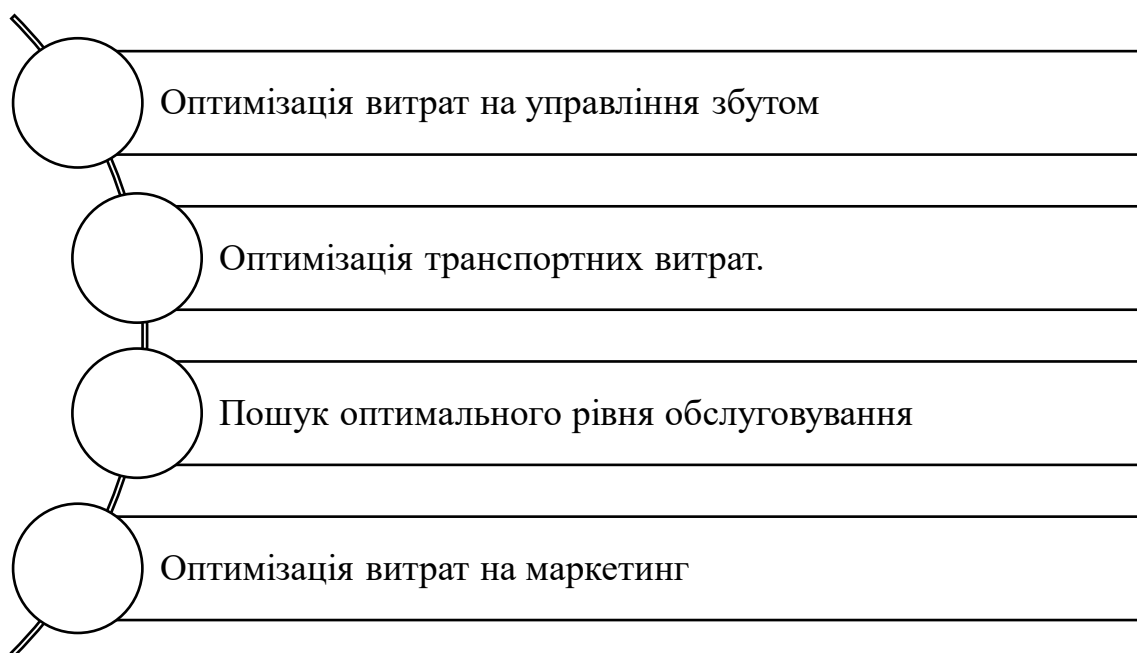 Оптимізація витрат на управління збутом
Оптимізація транспортних витрат.
Пошук оптимального рівня обслуговування
Оптимізація витрат на маркетинг